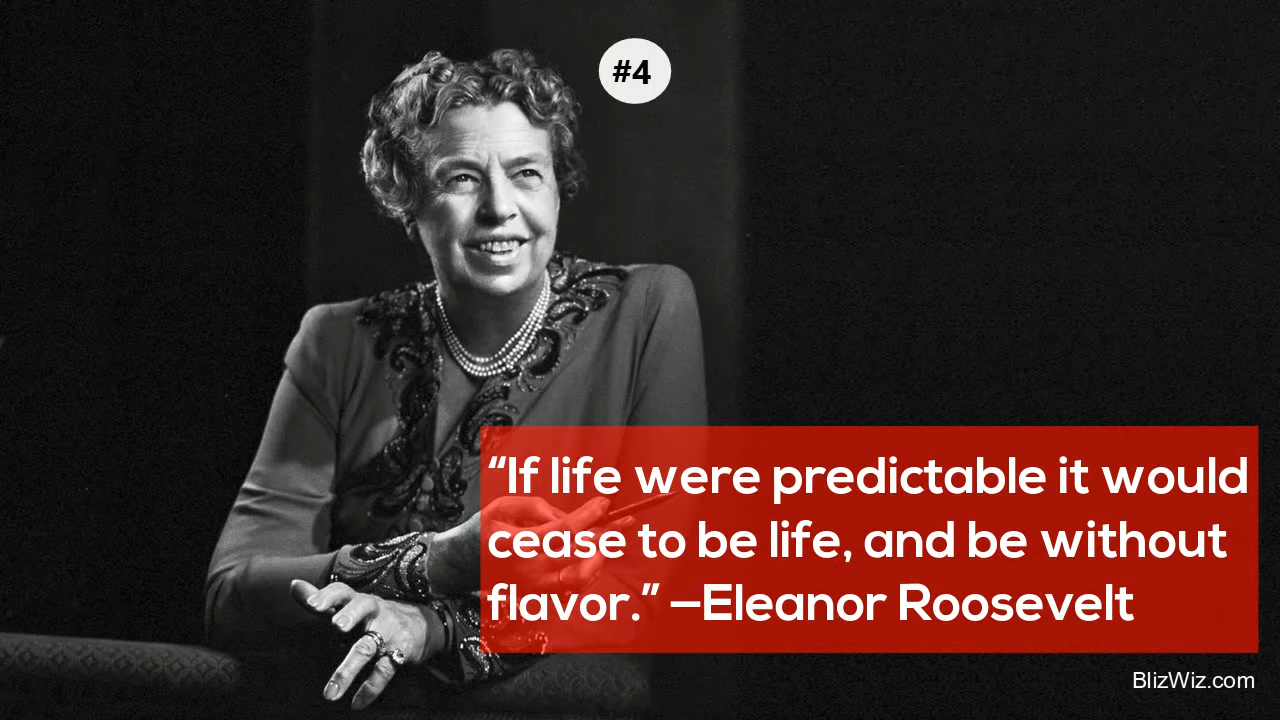 #4
“If life were predictable it would
cease to be life, and be without
flavor.” —Eleanor Roosevelt
BlizWiz.com